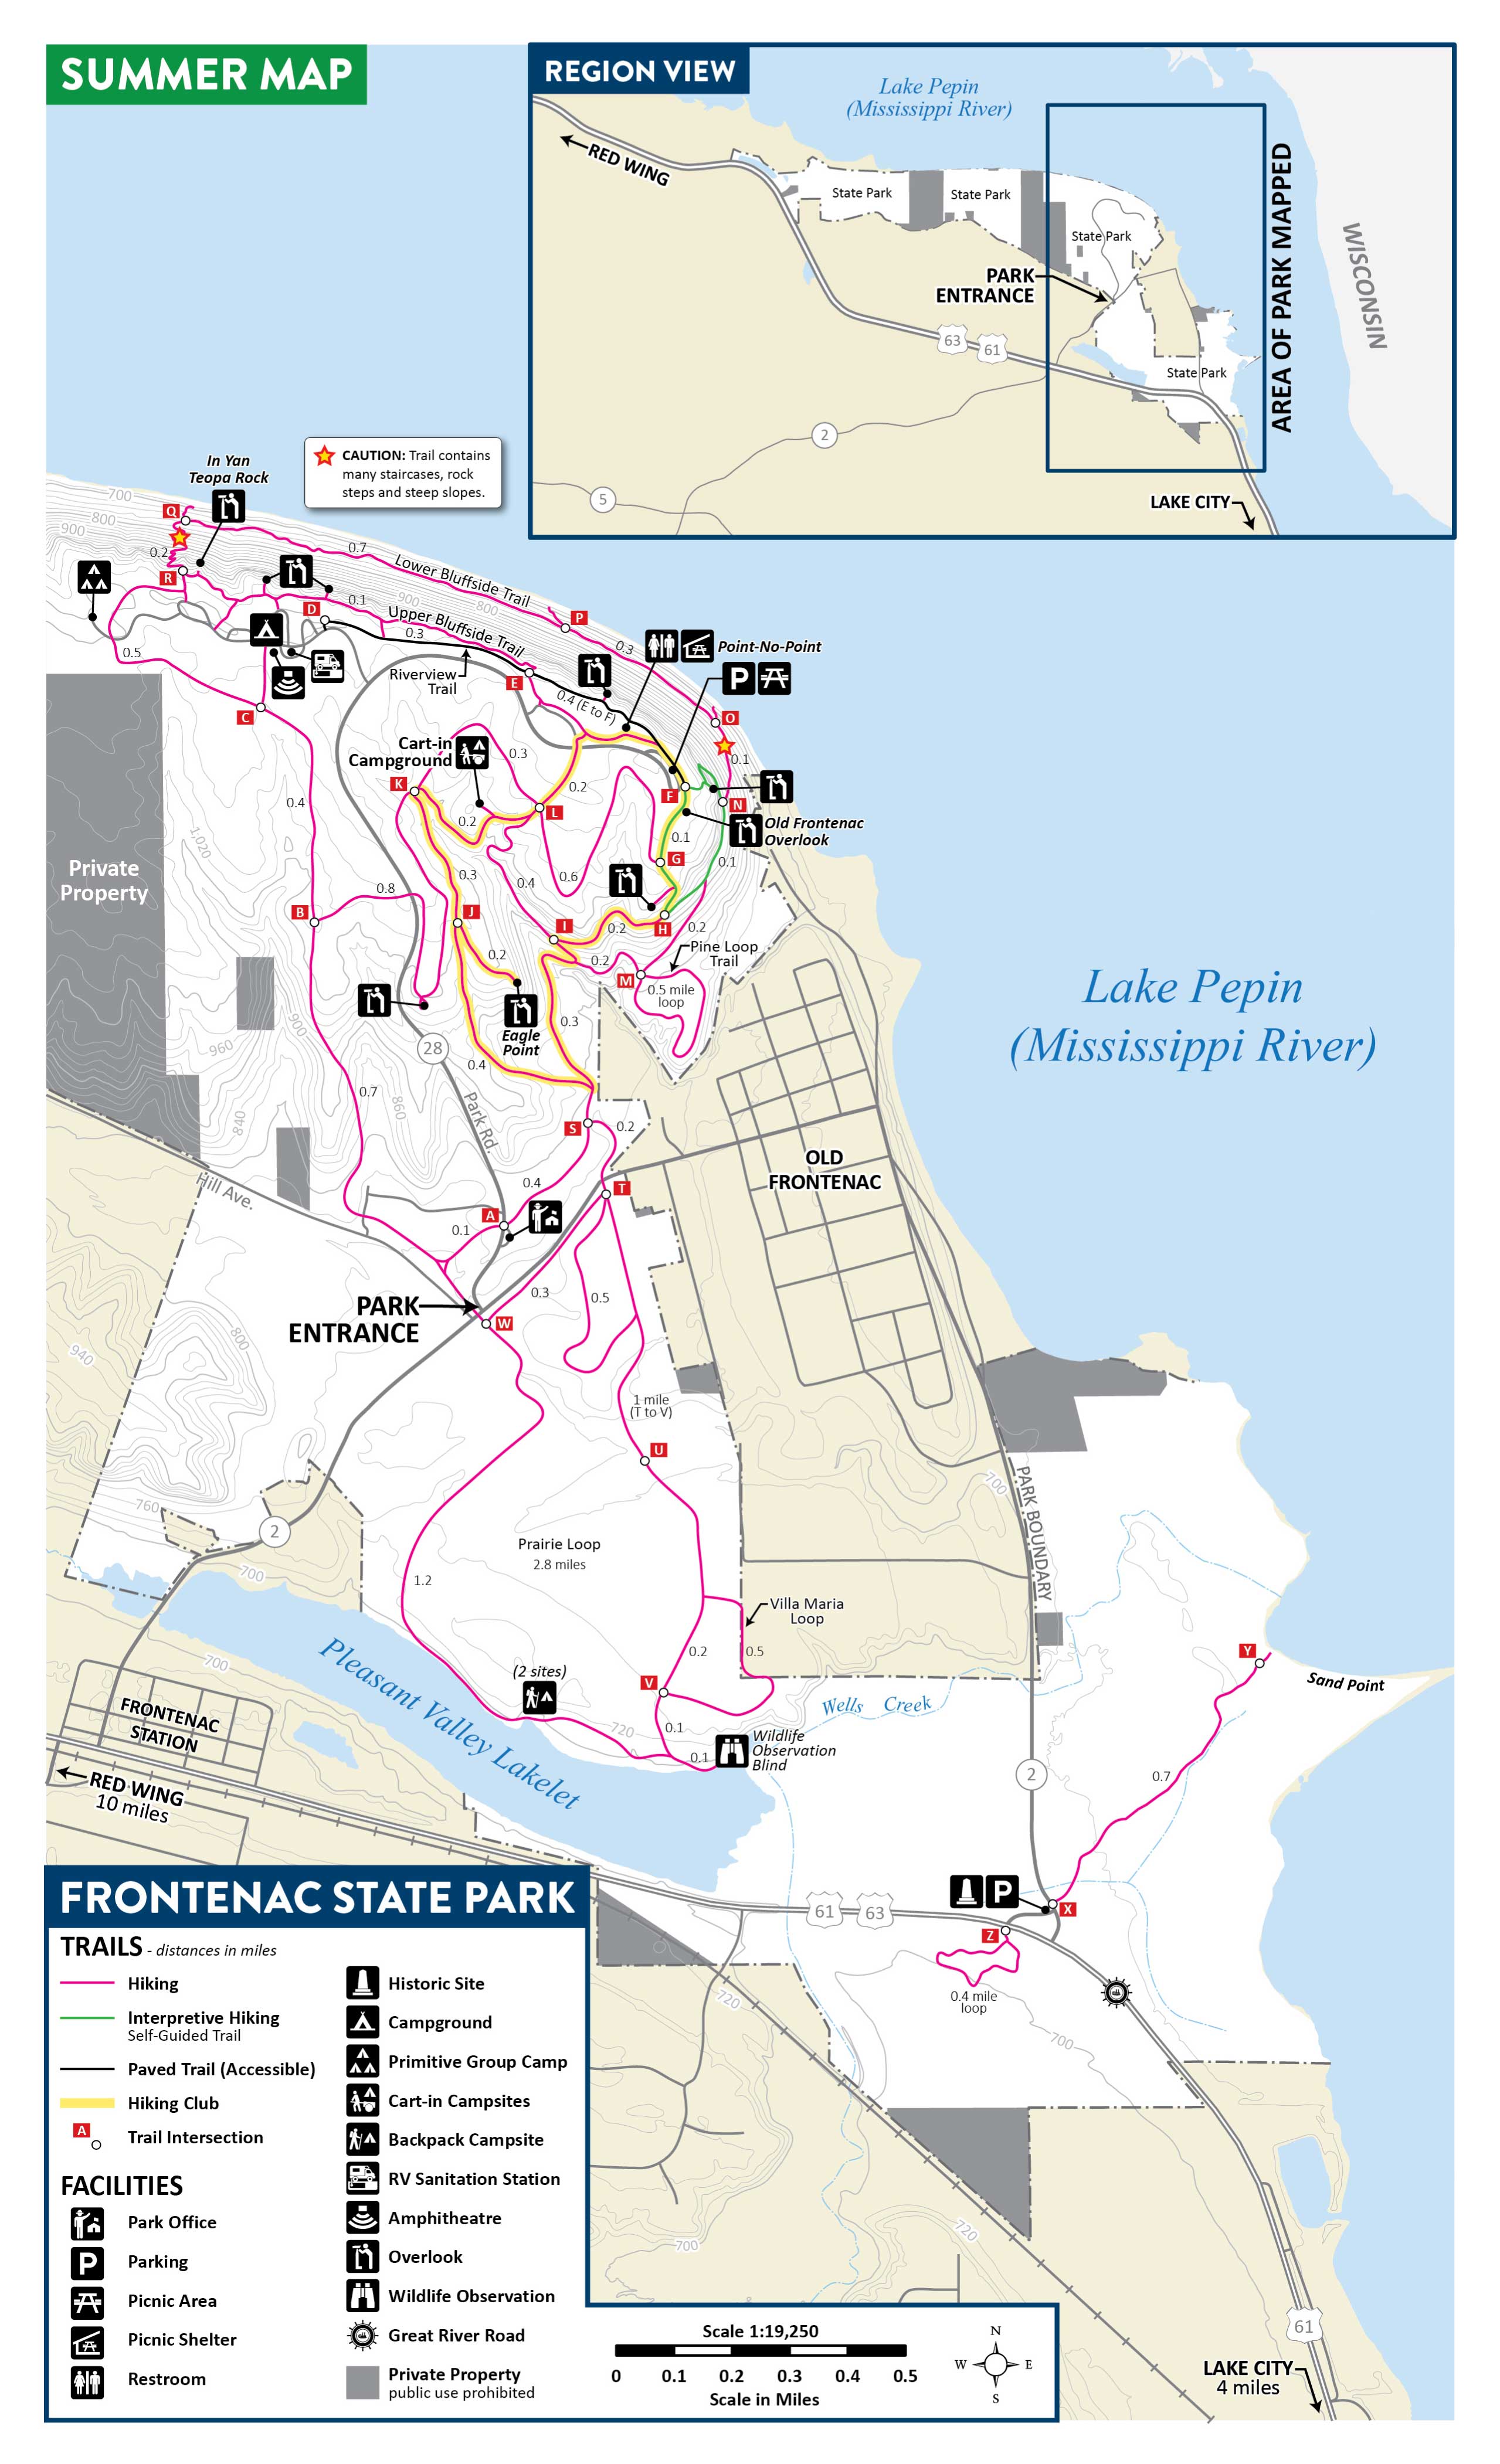 SUMMER MAP
REGION VIEW
Lake Pepin
(Mississippi River)
RED WING
State Park
State Park
State Park
PARK
ENTRANCE
63
61
State Park
2
5
LAKE CITY
AREA OF PARK MAPPED
WISCONSIN
CAUTION: Trail contains
many staircases, rock
steps and steep slopes.
In Yan
Teopa Rock
700
800
900
Q
0.2
R
0.7
Lower Bluffside Trail
900
800
P
0.3
D
0.1
Upper Bluffside Trail
0.3
Riverview
Trail
E
0.4 (E to F)
Point-No-Point
P
O
0.1
0.5
C
Cart-in
Campground
0.3
K
L
0.2
0.2
F
N
Old Frontenac
Overlook
0.1
G
0.1
0.4
1,020
Private
Property
0.8
B
0.3
0.4
0.6
J
I
0.2
H
0.2
Pine Loop
Trail
0.2
0.2
M
0.5 mile
loop
Eagle
Point
0.3
900
960
28
0.4
0.7
860
840
Park Rd.
S
0.2
Hill Ave.
0.4
T
A
0.1
OLD
FRONTENAC
Lake Pepin
(Mississippi River)
PARK
ENTRANCE
0.3
0.5
W
800
940
1 mile
(T to V)
U
700
PARK BOUNDARY
760
2
700
Prairie Loop
2.8 miles
1.2
Villa Maria
Loop
0.2
0.5
(2 sites)
V
700
Pleasant Valley Lakelet
720
0.1
0.1
Wells Creek
Wildlife
Observation
Blind
Y
Sand Point
FRONTENAC
STATION
RED WING
10 miles
2
0.7
P
X
61
63
Z
0.4 mile
loop
700
720
700
720
61
LAKE CITY
4 miles
FRONTENAC STATE PARK
TRAILS - distances in miles
Hiking
Interpretive Hiking
Self-Guided Trail
Paved Trail (Accessible)
Hiking Club
A
Trail Intersection
FACILITIES
Park Office
P
Parking
Picnic Area
Picnic Shelter
Restroom
Historic Site
Campground
Primitive Group Camp
Cart-in Campsites
Backpack Campsite
RV Sanitation Station
Amphitheatre
Overlook
Wildlife Observation
Great River Road
Private Property
public use prohibited
Scale 1:19,250
0 0.1 0.2 0.3 0.4 0.5
Scale in Miles
N
W
E
S